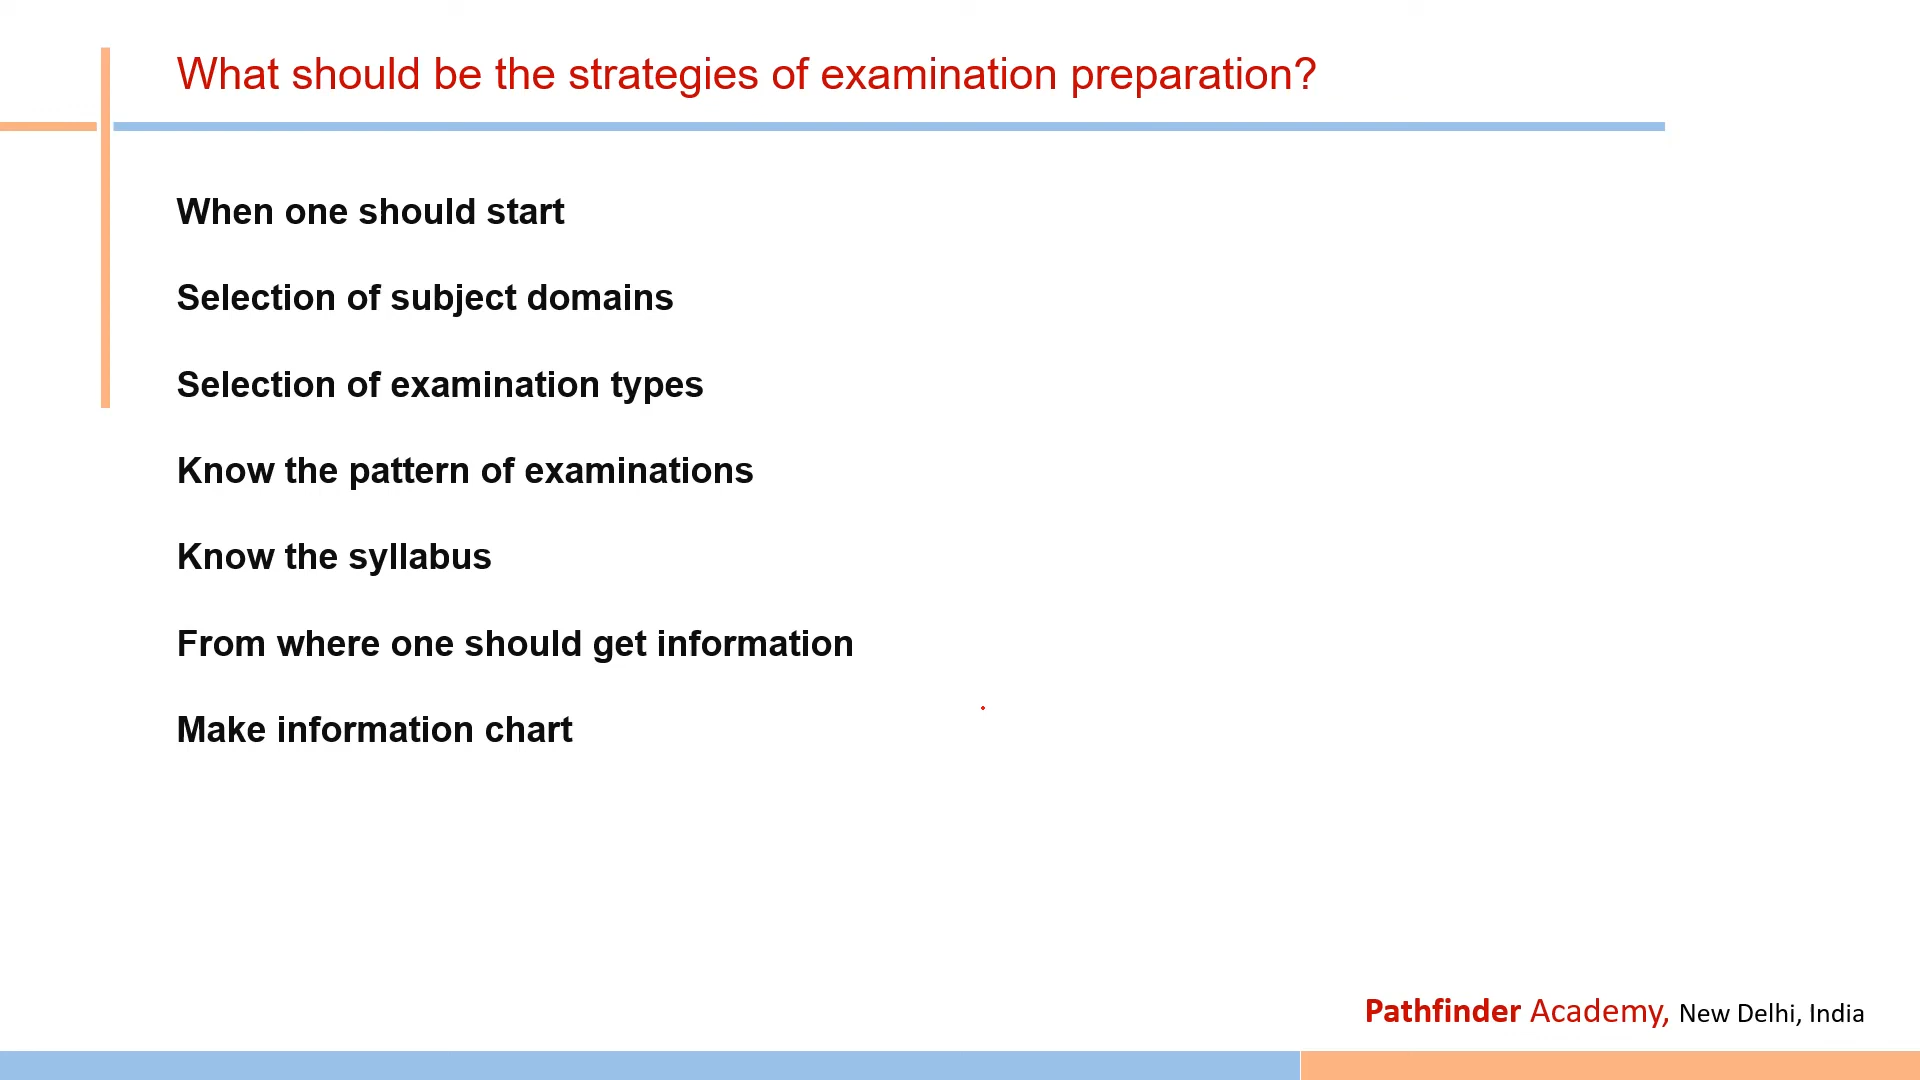 What should be the strategies of examination preparation?
When one should start
Selection of subject domains
Selection of examination types
Know the pattern of examinations
Know the syllabus
From where one should get information
Make information chart
Pathfinder Academy, New Delhi, India